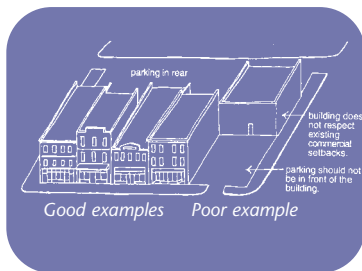 parking in rear
building does
not respect
existing
commercial
setbacks.
parking should not
be in front of the
building.
Good examples
Poor example